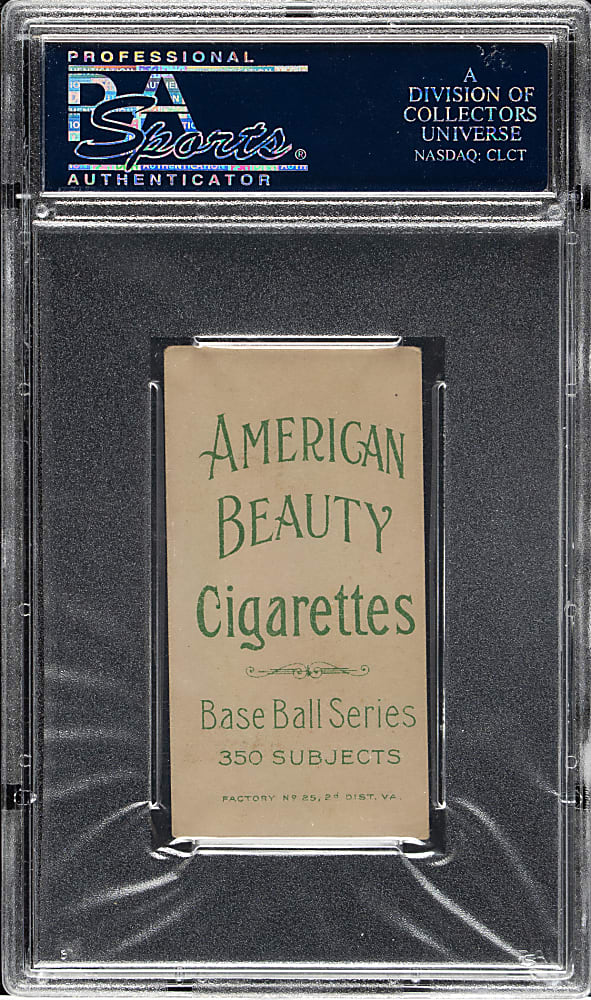 PROFESSIONAL
PSA
Sports®
AUTHENTICATOR
A
DIVISION OF
COLLECTORS
UNIVERSE
NASDAQ: CLCT
AMERICAN
BEAUTY
Cigarettes
Base Ball Series
350 SUBJECTS
FACTORY Nº 25, 2ᵈ DIST. VA.